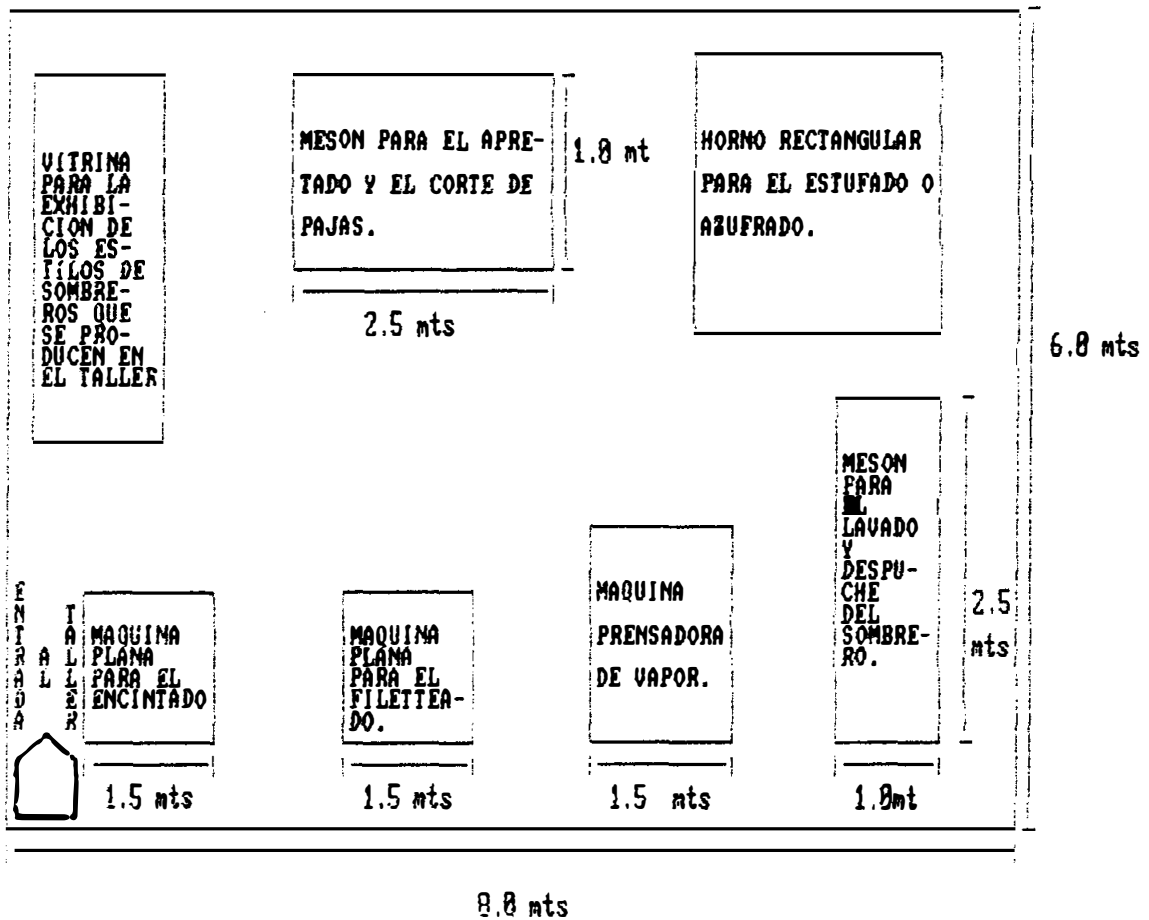 VITRINA
PARA LA
EXHIBI-
CION DE
LOS ES-
TILOS DE
SOMBRE-
ROS QUE
SE PRO-
DUCEN EN
EL TALLER
MESON PARA EL APRE-
TADO Y EL CORTE DE
PAJAS.
1.0 mt
2.5 mts
HORNO RECTANGULAR
PARA EL ESTUFADO O
AZUFRADO.
6.0 mts
MESON
PARA
EL
LAVADO
Y
DESPU-
CHE
DEL
SOMBRE-
RO.
2.5
mts
1.0mt
ENTRADA
AL
TALLER
MAQUINA
PLANA
PARA EL
ENCINTADO
1.5 mts
MAQUINA
PLANA
PARA EL
FILETTEA-
DO.
1.5 mts
MAQUINA
PRENSADORA
DE VAPOR.
1.5 mts
8.0 mts